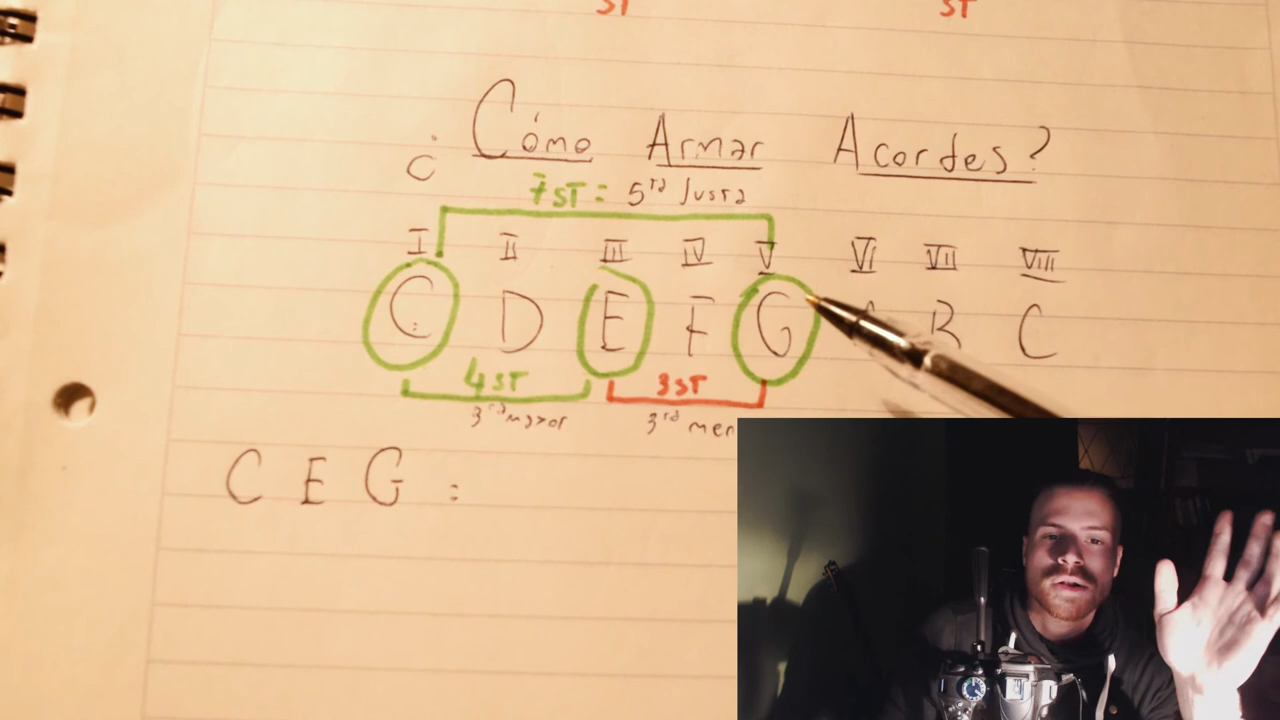 ST ST
¿Cómo Armar Acordes?
7ST = 5ta Justa
I II III IV V VI VII VIII
C D E F G B C
4ST 3ST
3ra mayor 3ra men
C E G :